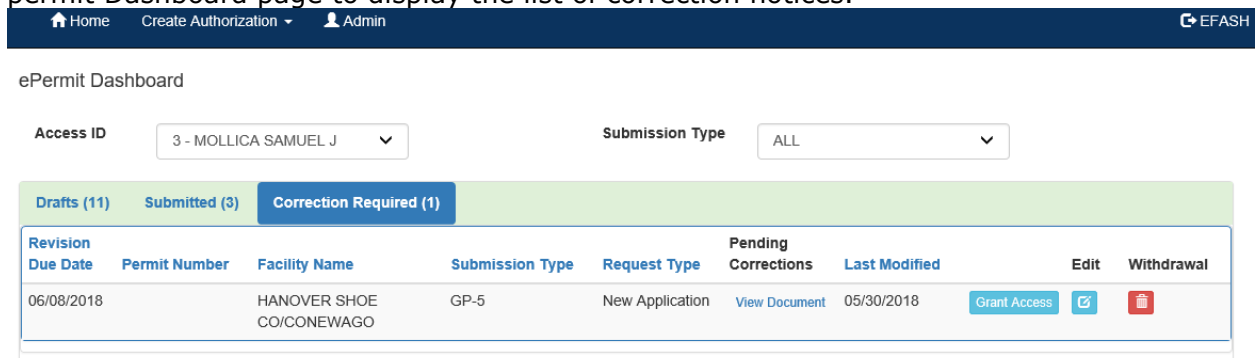 permit Dashboard page to display the list of correction notices.
Home Create Authorization Admin EFASH
ePermit Dashboard
Access ID 3 - MOLLICA SAMUEL J Submission Type ALL
Drafts (11) Submitted (3) Correction Required (1)
Revision Due Date Permit Number Facility Name Submission Type Request Type Pending Corrections Last Modified Edit Withdrawal
06/08/2018 HANOVER SHOE GP-5 New Application View Document 05/30/2018 Grant Access
CO/CONEWAGO